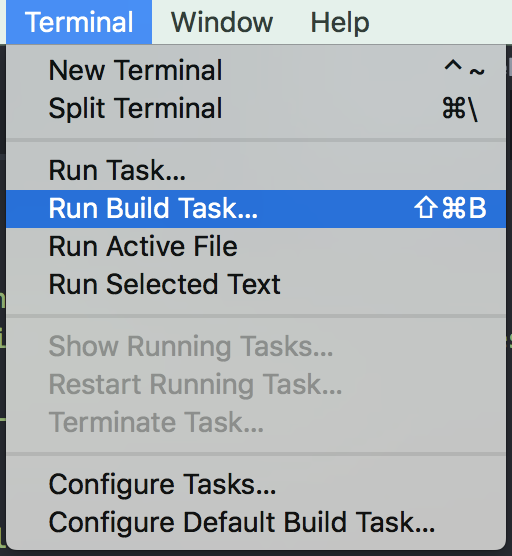 Terminal Window Help
New Terminal ^~
Split Terminal ⌘\
Run Task...
Run Build Task... ⇧⌘B
Run Active File
Run Selected Text
Show Running Tasks...
Restart Running Task...
Terminate Task...
Configure Tasks...
Configure Default Build Task...